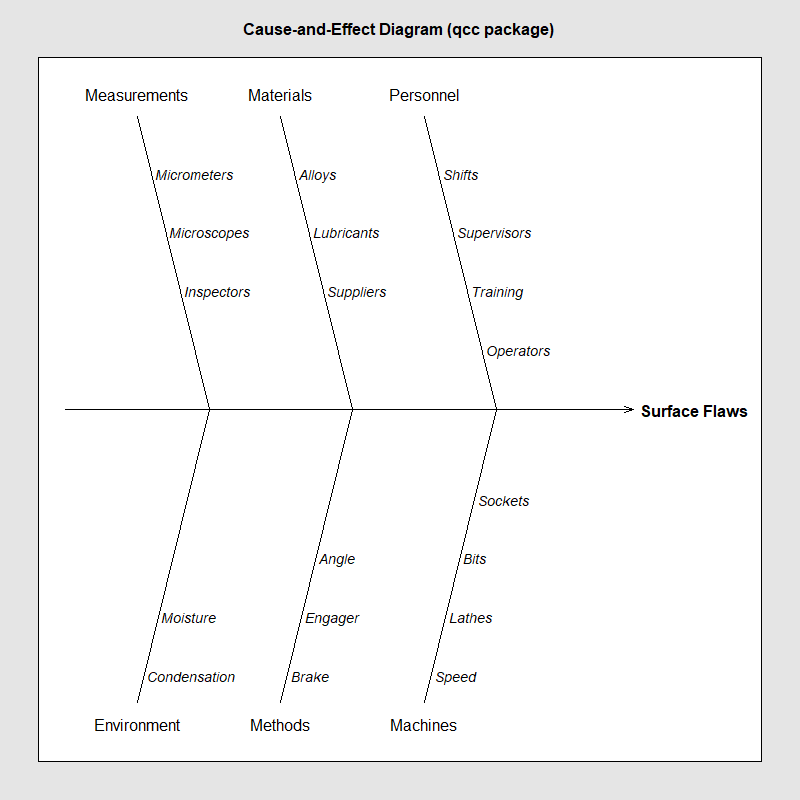 Cause-and-Effect Diagram (qcc package)
Measurements
Materials
Personnel
Micrometers
Alloys
Shifts
Microscopes
Lubricants
Supervisors
Inspectors
Suppliers
Training
Operators
Surface Flaws
Sockets
Angle
Bits
Moisture
Engager
Lathes
Condensation
Brake
Speed
Environment
Methods
Machines